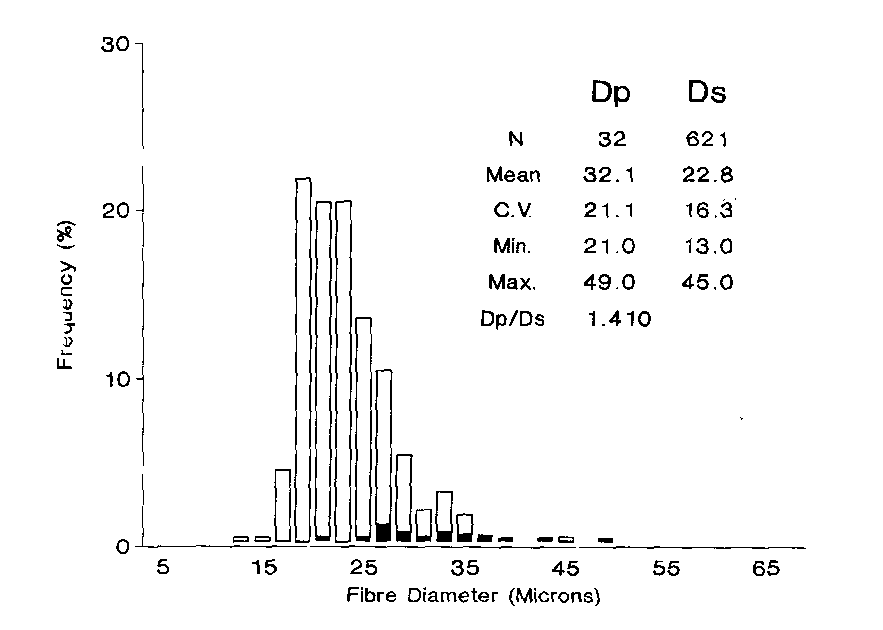 30
20
10
0
Frequency (%)
Dp Ds
N 32 621
Mean 32.1 22.8
C.V. 21.1 16.3
Min. 21.0 13.0
Max. 49.0 45.0
Dp/Ds 1.410
5 15 25 35 45 55 65
Fibre Diameter (Microns)